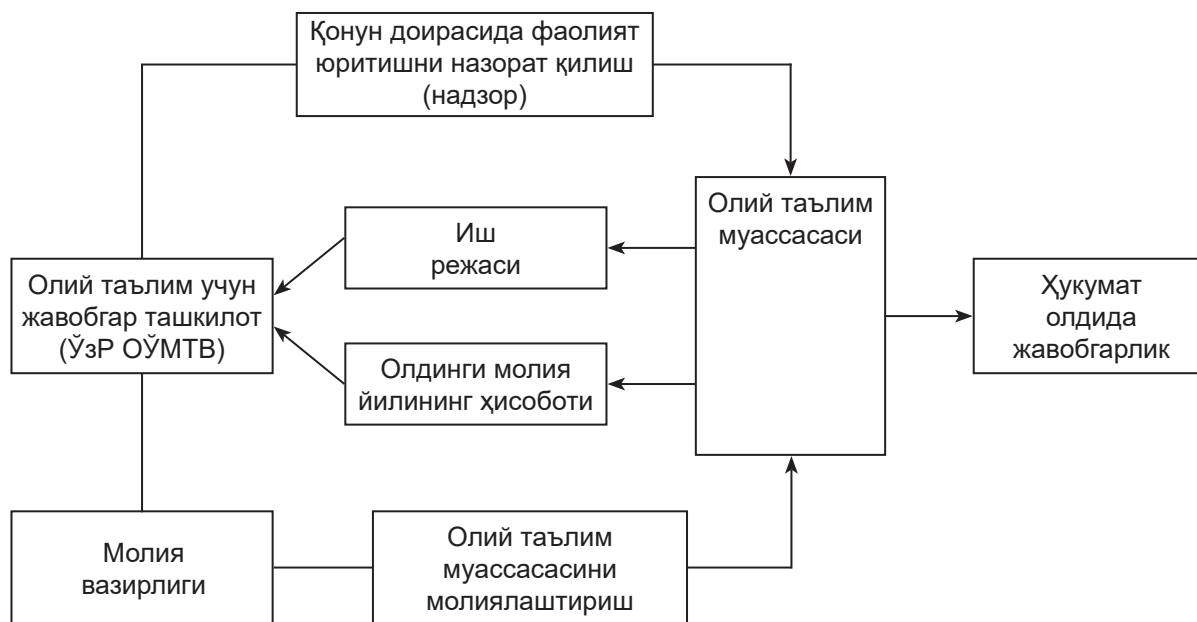 Қонун доирасида фаолият
юритишни назорат қилиш
(надзор)
Олий таълим
муассасаси
Иш
режаси
Олий таълим учун
жавобгар ташкилот
(ЎзР ОЎМТВ)
Ҳукумат
олдида
жавобгарлик
Олдинги молия
йилининг ҳисоботи
Молия
вазирлиги
Олий таълим
муассасасини
молиялаштириш